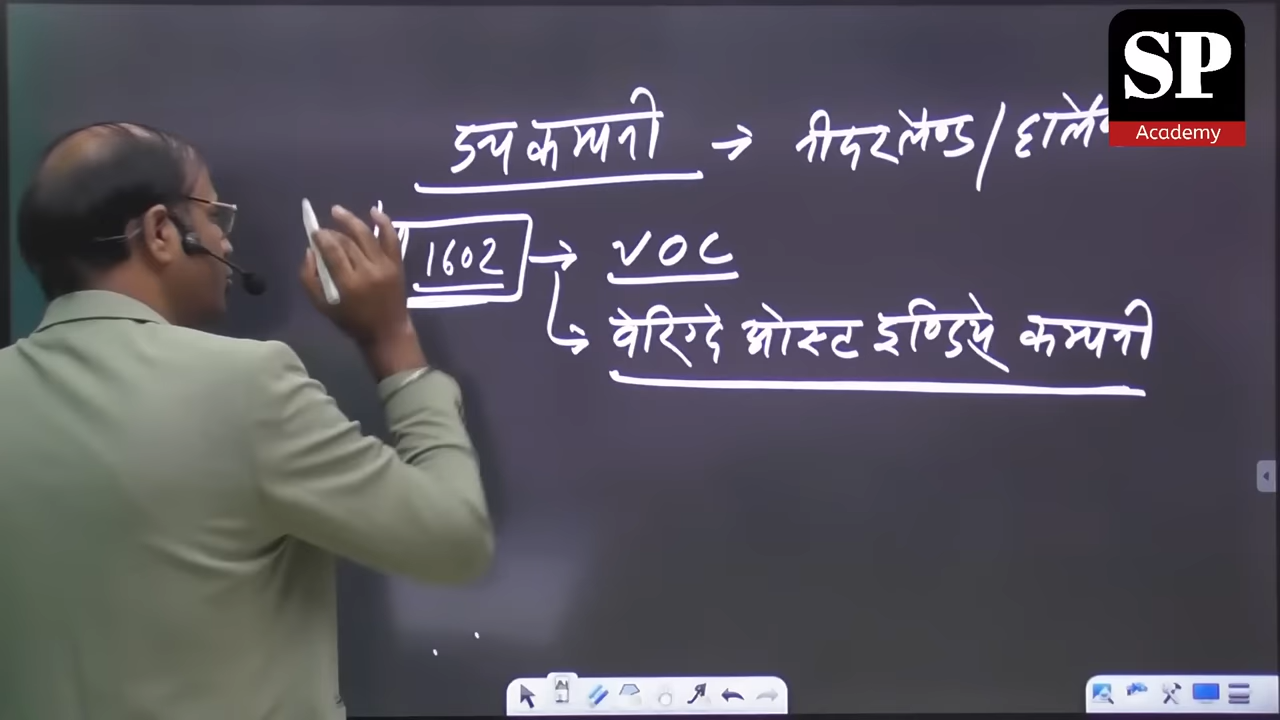 SP
Academy
डच कम्पनी → नीदरलैण्ड / हालैण
1602 → VOC
→ वेरिग्दे ओस्ट इण्डिसे कम्पनी